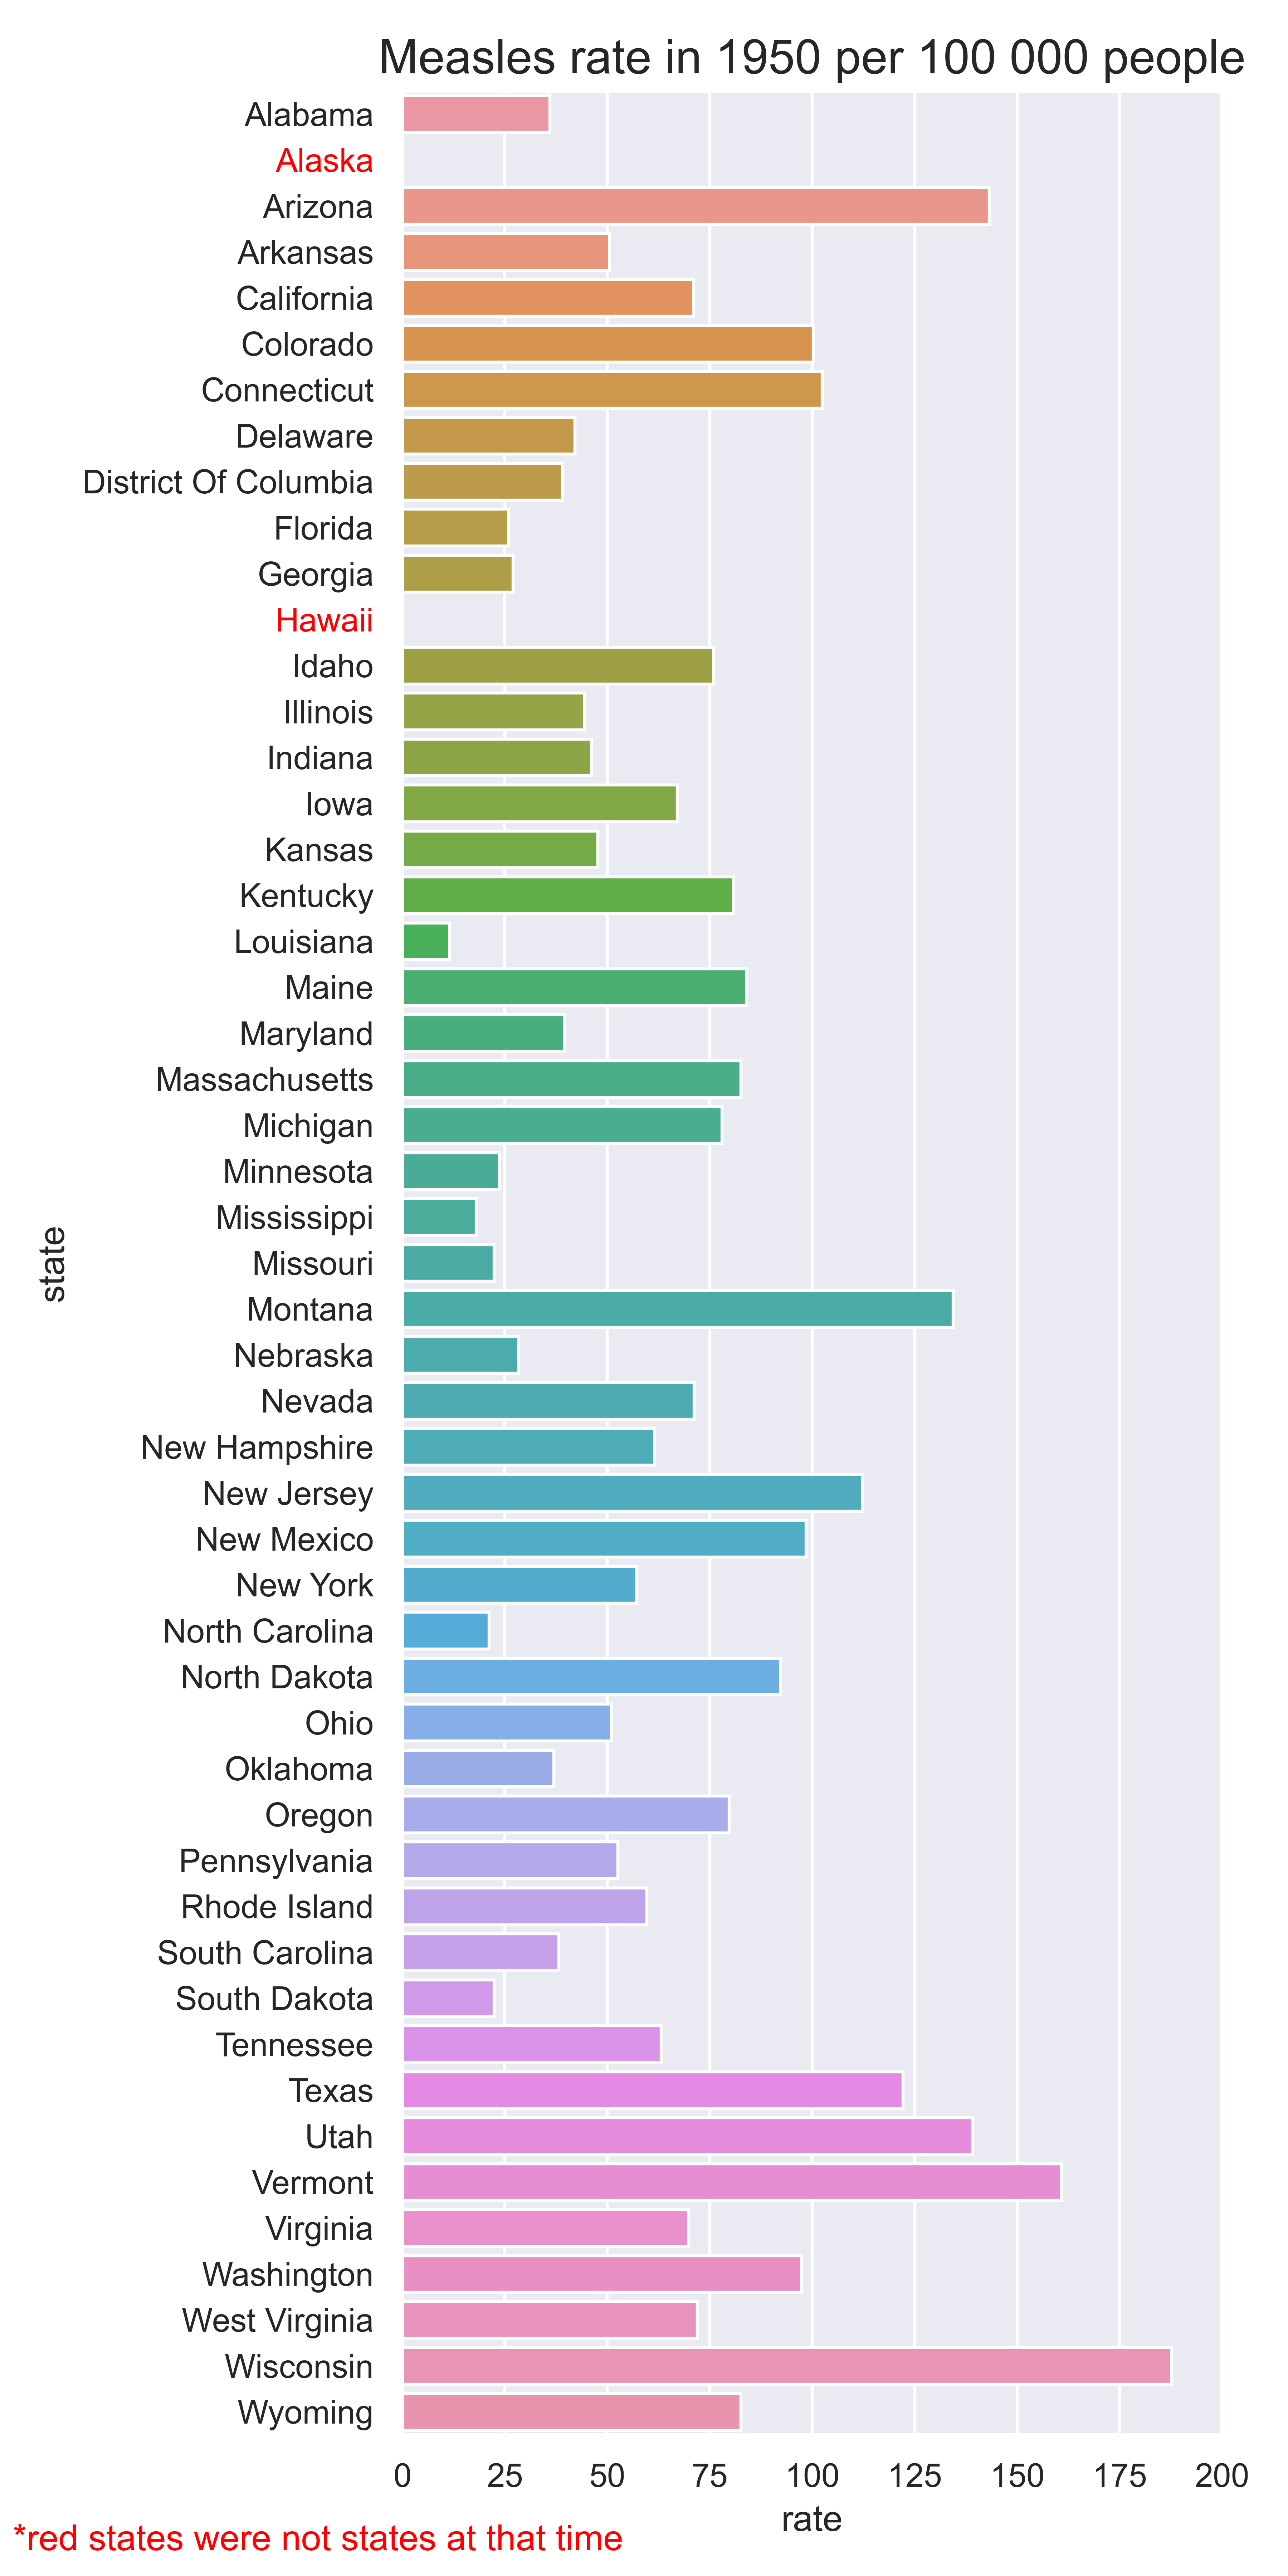 Measles rate in 1950 per 100 000 people
Alabama
Alaska
Arizona
Arkansas
California
Colorado
Connecticut
Delaware
District Of Columbia
Florida
Georgia
Hawaii
Idaho
Illinois
Indiana
Iowa
Kansas
Kentucky
Louisiana
Maine
Maryland
Massachusetts
Michigan
Minnesota
Mississippi
Missouri
Montana
Nebraska
Nevada
New Hampshire
New Jersey
New Mexico
New York
North Carolina
North Dakota
Ohio
Oklahoma
Oregon
Pennsylvania
Rhode Island
South Carolina
South Dakota
Tennessee
Texas
Utah
Vermont
Virginia
Washington
West Virginia
Wisconsin
Wyoming
state
0 25 50 75 100 125 150 175 200
rate
*red states were not states at that time